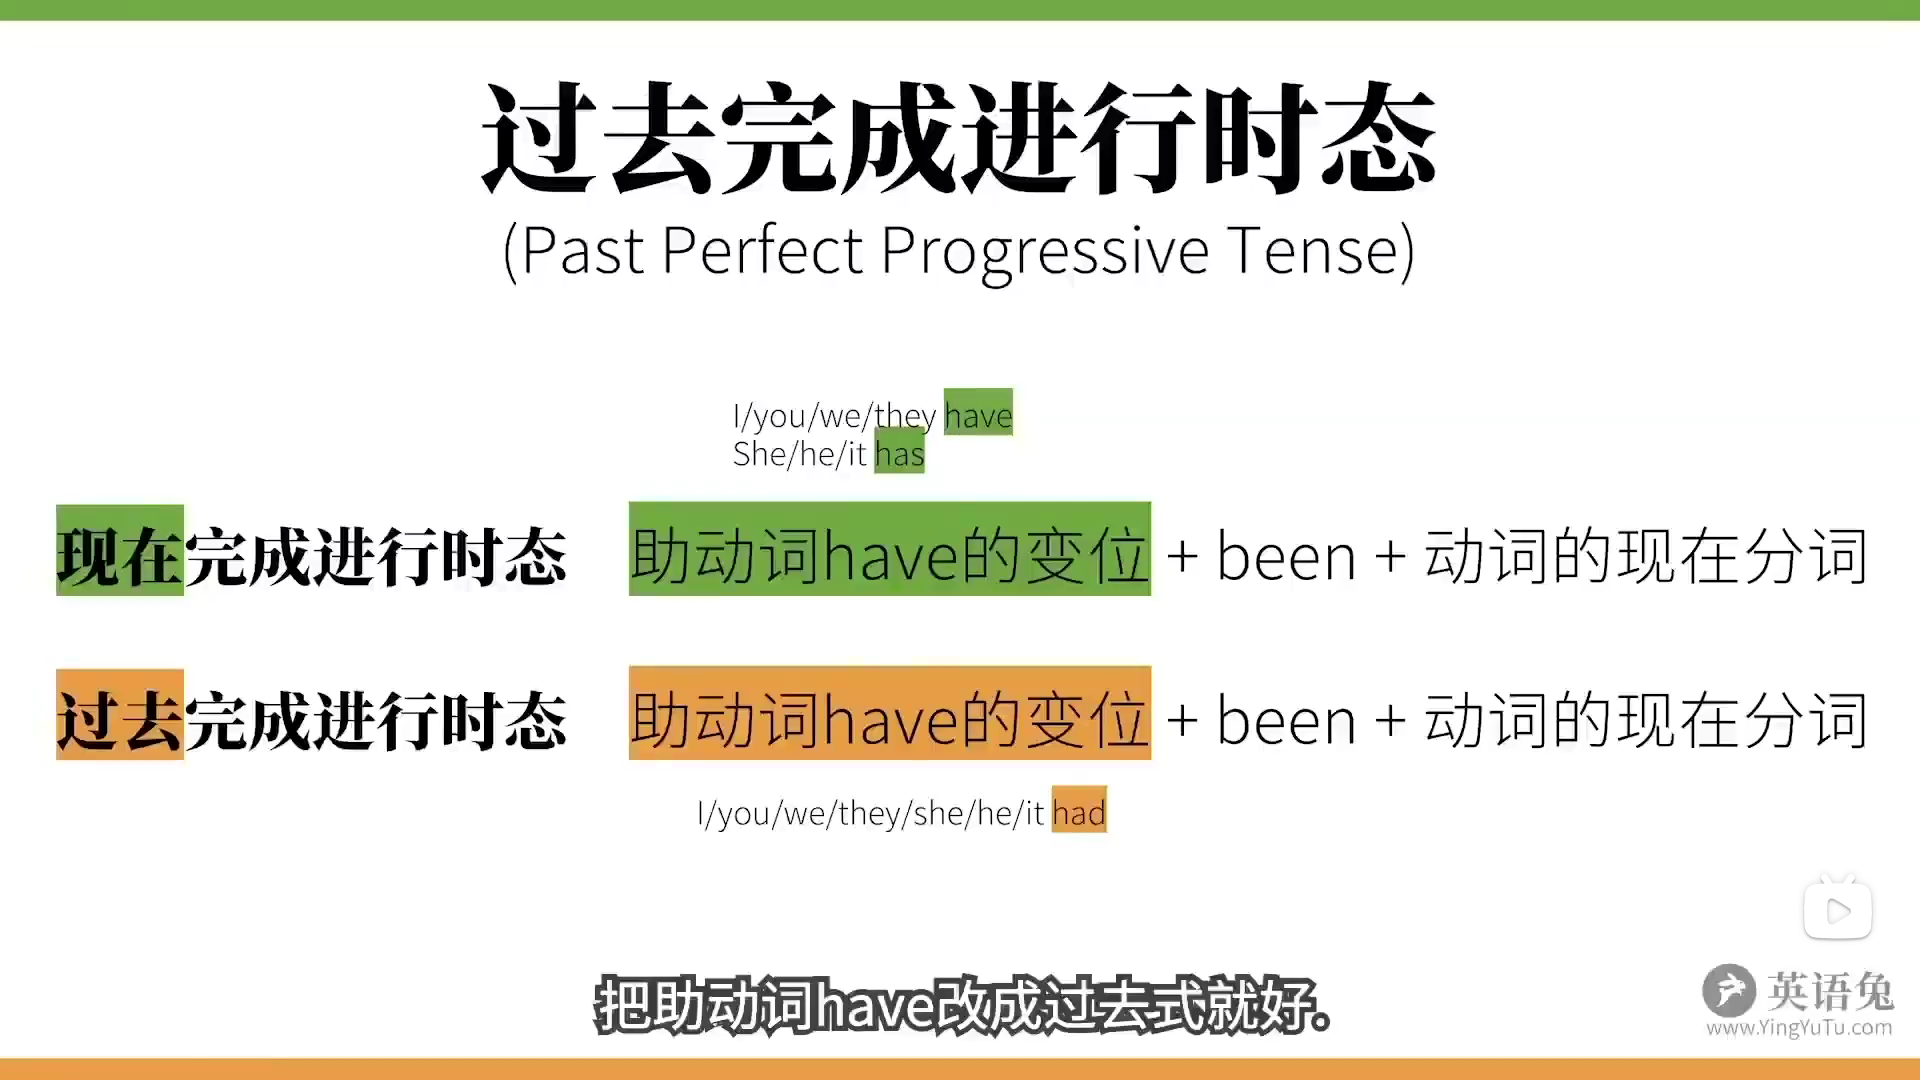 过去完成进行时态
(Past Perfect Progressive Tense)
I/you/we/they have
She/he/it has
现在完成进行时态 助动词have的变位 + been + 动词的现在分词
过去完成进行时态 助动词have的变位 + been + 动词的现在分词
I/you/we/they/she/he/it had
把助动词have改成过去式就好.
英语兔
www.YingYuTu.com